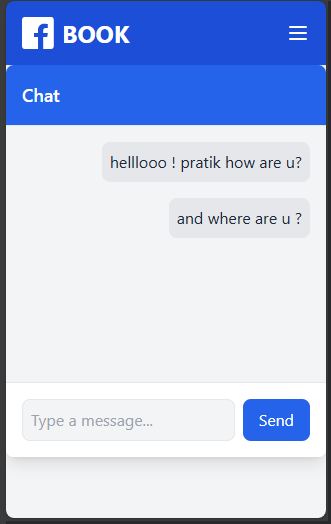 BOOK
Chat
helllooo ! pratik how are u?
and where are u ?
Type a message...
Send